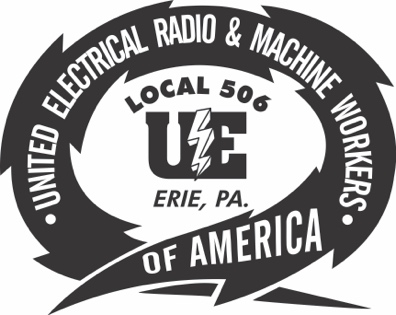 • UNITED ELECTRICAL RADIO & MACHINE WORKERS •
OF AMERICA
LOCAL 506
UE
ERIE, PA.